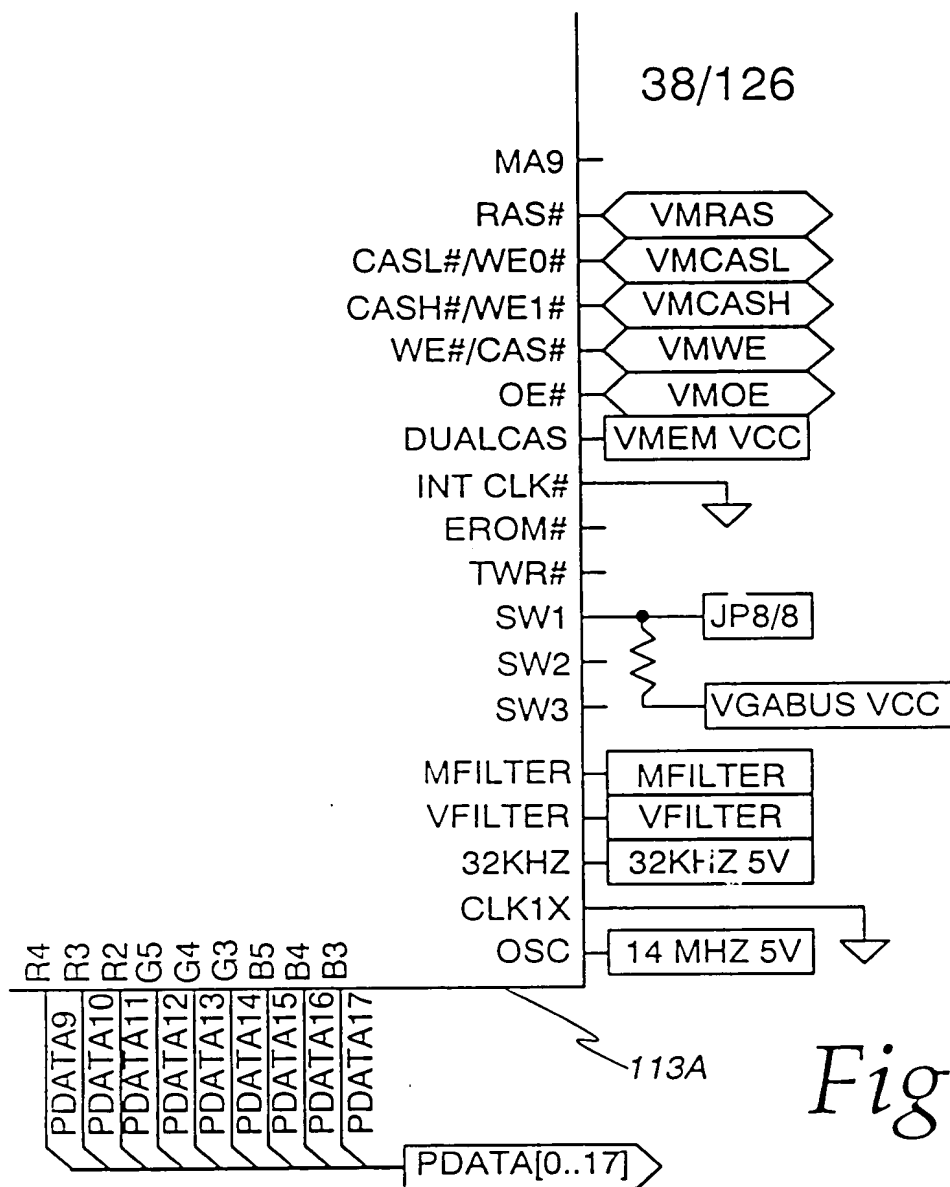 38/126
MA9
RAS# VMRAS
CASL#/WE0# VMCASL
CASH#/WE1# VMCASH
WE#/CAS# VMWE
OE# VMOE
DUALCAS VMEM VCC
INT CLK#
EROM#
TWR#
SW1 JP8/8
SW2
SW3 VGABUS VCC
MFILTER MFILTER
VFILTER VFILTER
32KHZ 32KHZ 5V
CLK1X
OSC 14 MHZ 5V
R4 R3 R2 G5 G4 G3 B5 B4 B3
PDATA9 PDATA10 PDATA11 PDATA12 PDATA13 PDATA14 PDATA15 PDATA16 PDATA17
113A
Fig
PDATA[0..17]